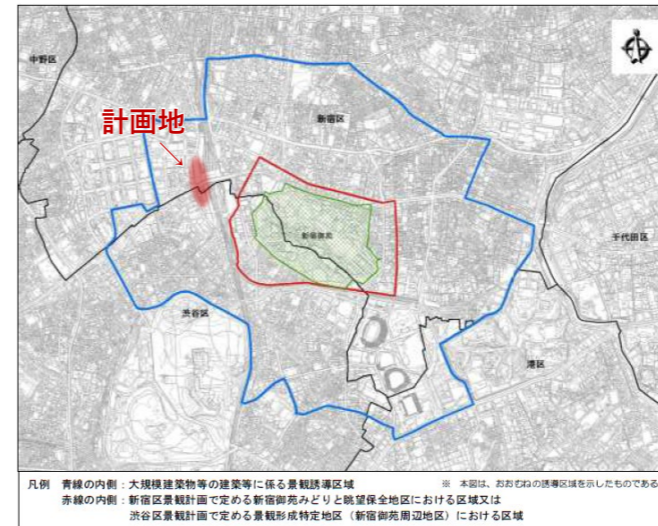 中野区
新宿区
計画地
新宿御苑
千代田区
渋谷区
港区
凡例 青線の内側：大規模建築物等の建築等に係る景観誘導区域 ※ 本図は、おおむねの誘導区域を示したものである
赤線の内側：新宿区景観計画で定める新宿御苑みどりと眺望保全地区における区域又は
渋谷区景観計画で定める景観形成特定地区（新宿御苑周辺地区）における区域